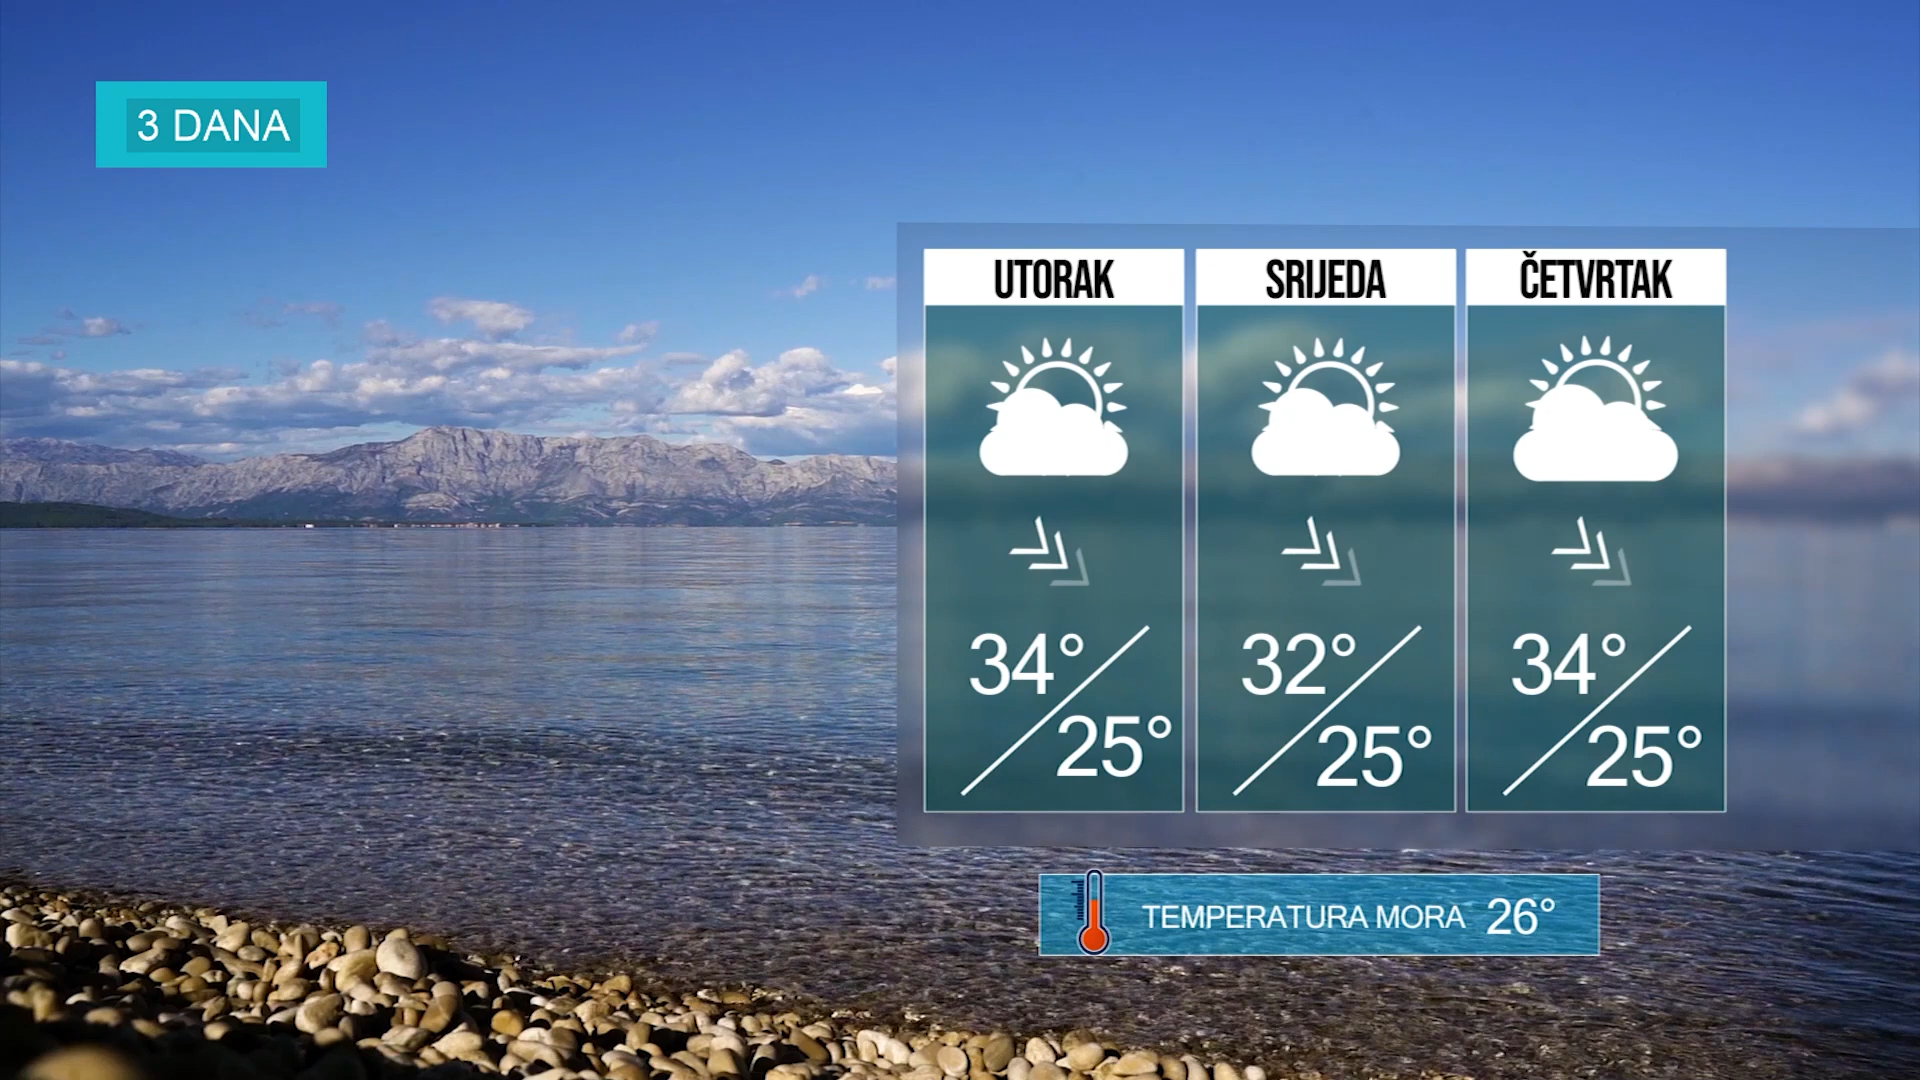 3 DANA
UTORAK
SRIJEDA
ČETVRTAK
34°
25°
32°
25°
34°
25°
TEMPERATURA MORA 26°